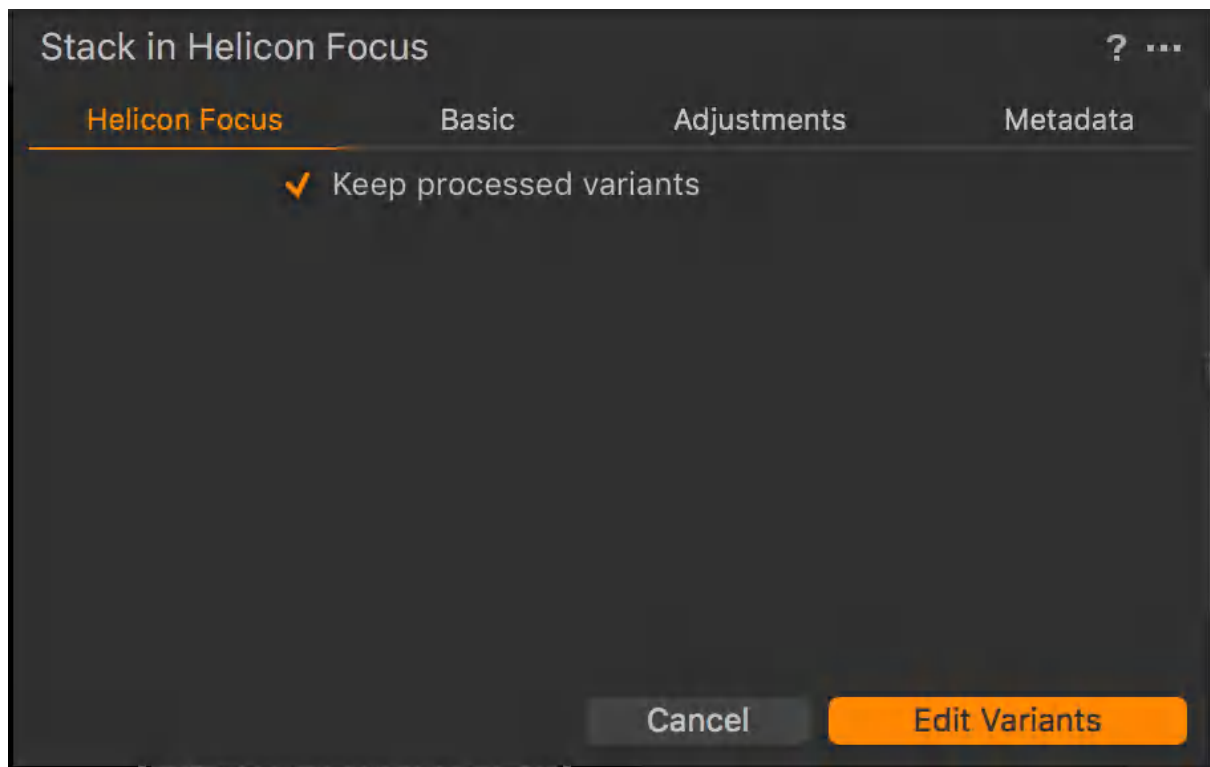 Stack in Helicon Focus ? ···
Helicon Focus Basic Adjustments Metadata
✓ Keep processed variants
Cancel Edit Variants